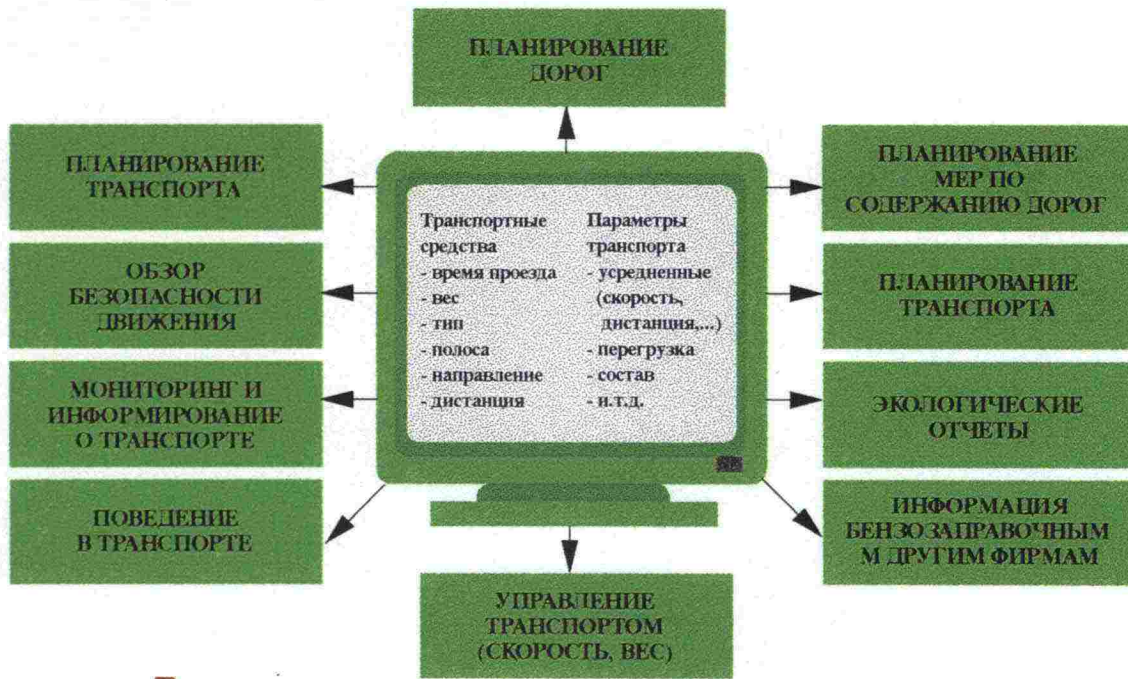 ПЛАНИРОВАНИЕ
ДОРОГ
ПЛАНИРОВАНИЕ
ТРАНСПОРТА
ОБЗОР
БЕЗОПАСНОСТИ
ДВИЖЕНИЯ
МОНИТОРИНГ И
ИНФОРМИРОВАНИЕ
О ТРАНСПОРТЕ
ПОВЕДЕНИЕ
В ТРАНСПОРТЕ
Транспортные
средства
- время проезда
- вес
- тип
- полоса
- направление
- дистанция
Параметры
транспорта
- усредненные
(скорость,
дистанция,...)
- перегрузка
- состав
- и.т.д.
ПЛАНИРОВАНИЕ
МЕР ПО
СОДЕРЖАНИЮ ДОРОГ
ПЛАНИРОВАНИЕ
ТРАНСПОРТА
ЭКОЛОГИЧЕСКИЕ
ОТЧЕТЫ
ИНФОРМАЦИЯ
БЕНЗОЗАПРАВОЧНЫМ
М ДРУГИМ ФИРМАМ
УПРАВЛЕНИЕ
ТРАНСПОРТОМ
(СКОРОСТЬ, ВЕС)